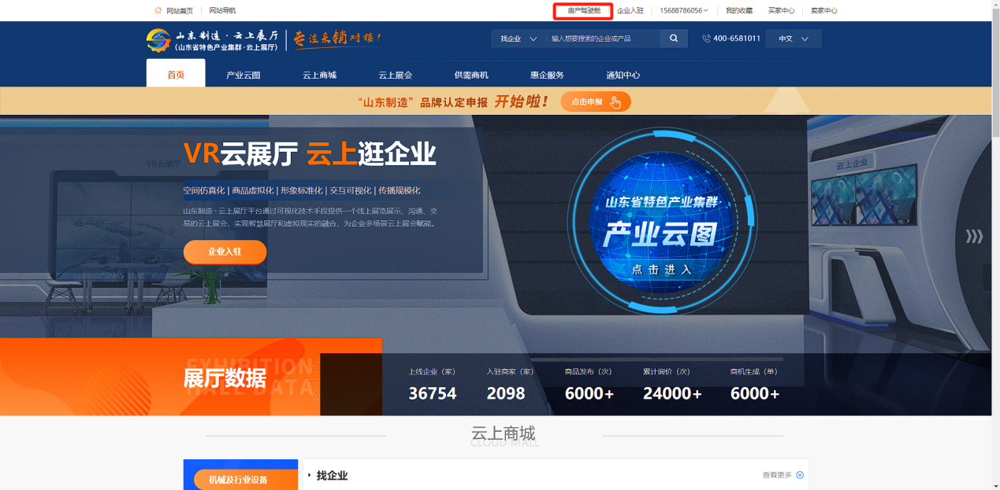 网站首页
网站导航
亩产驾驶舱
企业入驻
15688786056
我的收藏
买家中心
卖家中心
山东制造·云上展厅
(山东省特色产业集群·云上展厅)
专注采销对接！
找企业
输入想要搜索的企业或产品
400-6581011
中文
首页
产业云图
云上商城
云上展会
供需商机
惠企服务
通知中心
“山东制造”品牌认定申报 开始啦！
点击申报
VR云展厅 云上逛企业
VR云展厅
空间仿真化 | 商品虚拟化 | 形象标准化 | 交互可视化 | 传播规模化
山东制造 · 云上展厅平台通过可视化技术手段提供一个线上展览展示、沟通、交
易的云上展会，实现智慧展厅和虚拟现实的融合，为企业多场景云上展会赋能。
企业入驻
山东省特色产业集群·
产业云图
点击进入
云上企业
EXHIBITION
HALL DATA
展厅数据
上线企业（家）
36754
入驻商家（家）
2098
商品发布（次）
6000+
累计询价（次）
24000+
商机生成（单）
6000+
云上商城
CLOUD MALL
机械及行业设备
找企业
查看更多